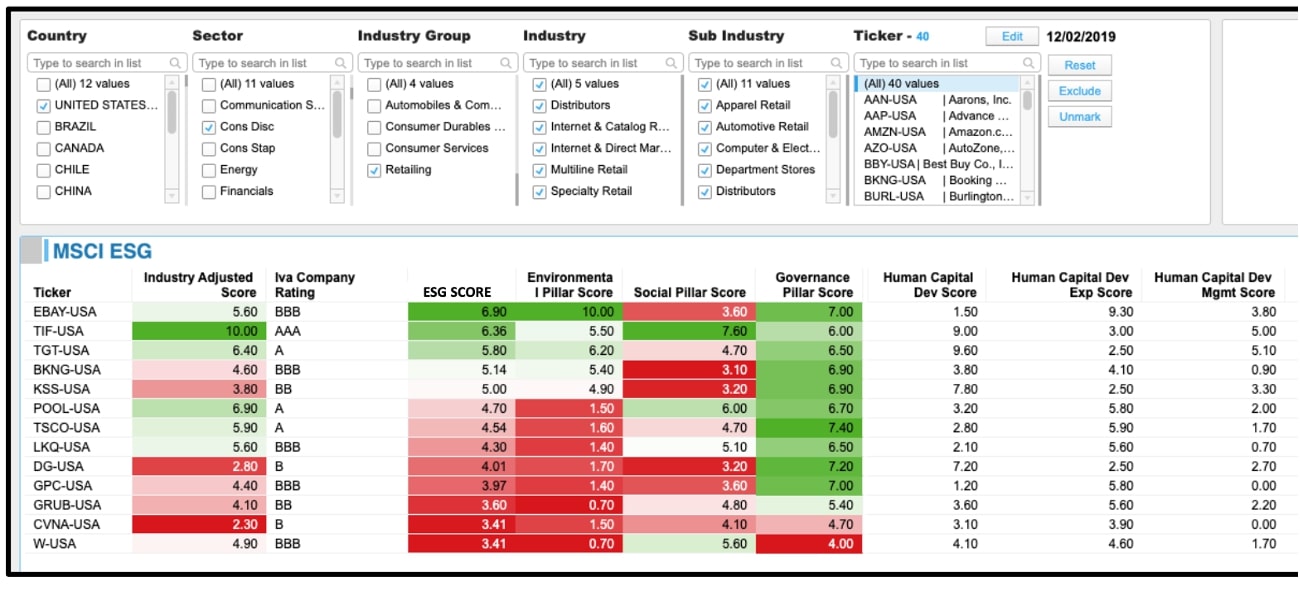 Country Sector Industry Group Industry Sub Industry Ticker - 40 Edit 12/02/2019
Type to search in list Type to search in list Type to search in list Type to search in list Type to search in list Type to search in list Reset
(All) 12 values (All) 11 values (All) 4 values (All) 5 values (All) 11 values (All) 40 values
UNITED STATES... Communication S... Automobiles & Com... Distributors Apparel Retail AAN-USA | Aarons, Inc. Exclude
BRAZIL Cons Disc Consumer Durables ... Internet & Catalog R... Automotive Retail AAP-USA | Advance ... Unmark
CANADA Cons Stap Consumer Services Internet & Direct Mar... Computer & Elect... AMZN-USA | Amazon.c...
CHILE Energy Retailing Multiline Retail Department Stores AZO-USA | AutoZone,...
CHINA Financials Specialty Retail Distributors BBY-USA | Best Buy Co., I...
BKNG-USA | Booking ...
BURL-USA | Burlington...
MSCI ESG
Ticker Industry Adjusted Score Iva Company Rating ESG SCORE Environmenta l Pillar Score Social Pillar Score Governance Pillar Score Human Capital Dev Score Human Capital Dev Exp Score Human Capital Dev Mgmt Score
EBAY-USA 5.60 BBB 6.90 10.00 3.60 7.00 1.50 9.30 3.80
TIF-USA 10.00 AAA 6.36 5.50 7.60 6.00 9.00 3.00 5.00
TGT-USA 6.40 A 5.80 6.20 4.70 6.50 9.60 2.50 5.10
BKNG-USA 4.60 BBB 5.14 5.40 3.10 6.90 3.80 4.10 0.90
KSS-USA 3.80 BB 5.00 4.90 3.20 6.90 7.80 2.50 3.30
POOL-USA 6.90 A 4.70 1.50 6.00 6.70 3.20 5.80 2.00
TSCO-USA 5.90 A 4.54 1.60 4.70 7.40 2.80 5.90 1.70
LKQ-USA 5.60 BBB 4.30 1.40 5.10 6.50 2.10 5.60 0.70
DG-USA 2.80 B 4.01 1.70 3.20 7.20 7.20 2.50 2.70
GPC-USA 4.40 BBB 3.97 1.40 3.60 7.00 1.20 5.80 0.00
GRUB-USA 4.10 BB 3.60 0.70 4.80 5.40 3.60 5.60 2.20
CVNA-USA 2.30 B 3.41 1.50 4.10 4.70 3.10 3.90 0.00
W-USA 4.90 BBB 3.41 0.70 5.60 4.00 4.10 4.60 1.70